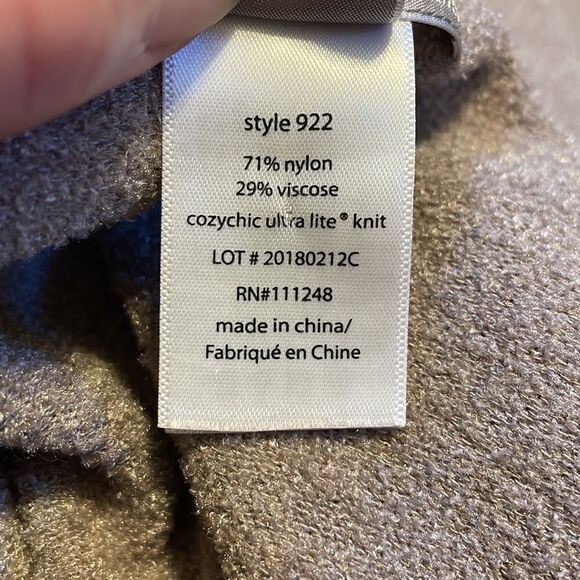 style 922
71% nylon
29% viscose
cozychic ultra lite® knit
LOT # 20180212C
RN#111248
made in china/
Fabriqué en Chine